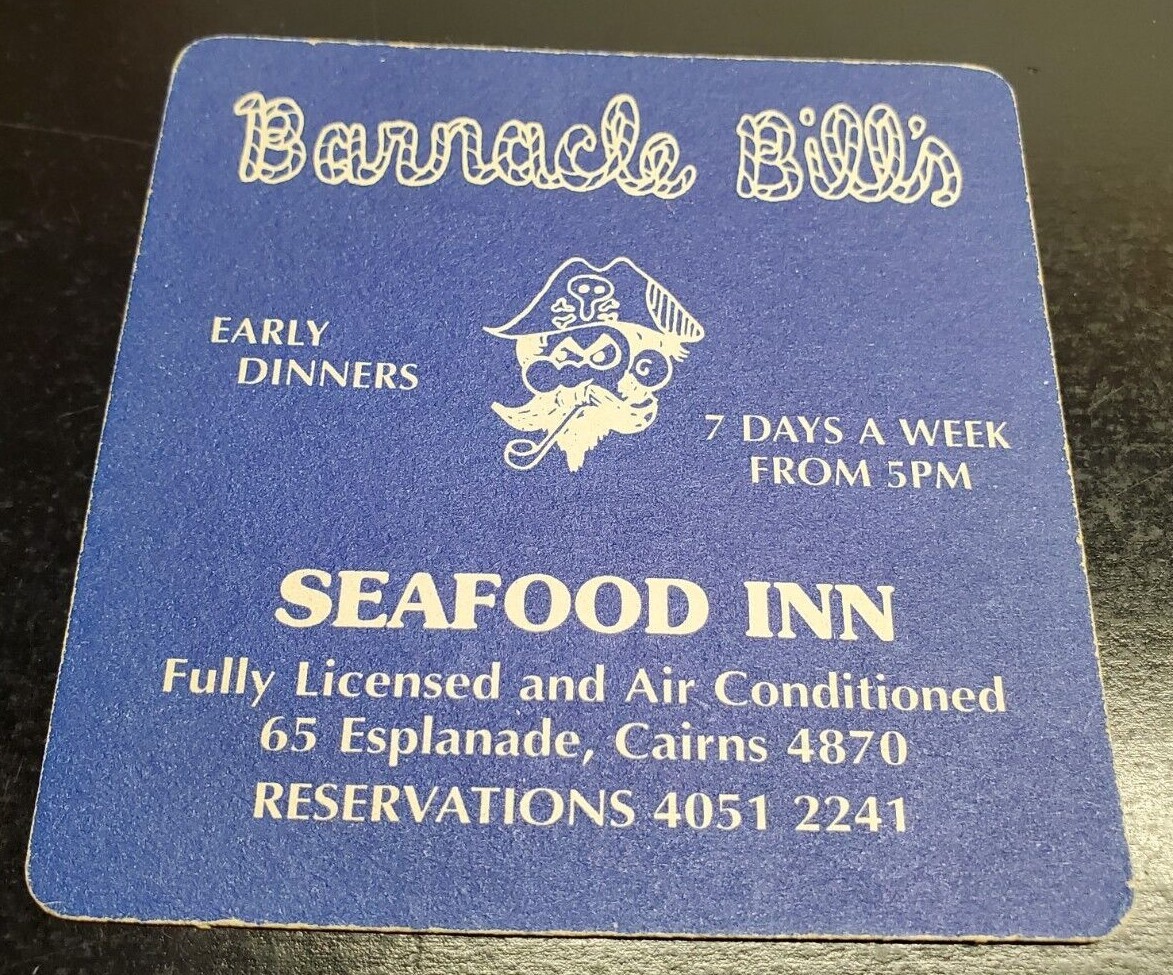 Barnacle Bill's
EARLY
DINNERS
7 DAYS A WEEK
FROM 5PM
SEAFOOD INN
Fully Licensed and Air Conditioned
65 Esplanade, Cairns 4870
RESERVATIONS 4051 2241